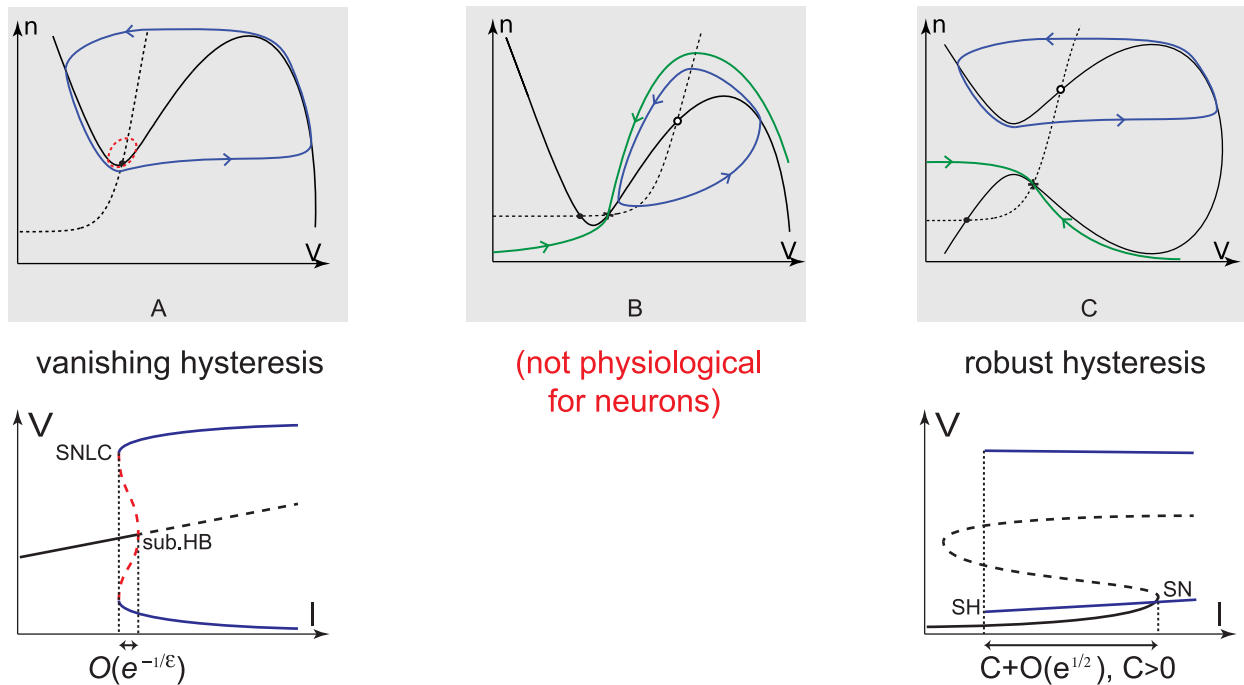 n
V
A
n
V
B
n
V
C
vanishing hysteresis
(not physiological
for neurons)
robust hysteresis
V
SNLC
sub.HB
I
O(e^{-1/ε})
V
SN
SH
I
C+O(e^{1/2}), C>0